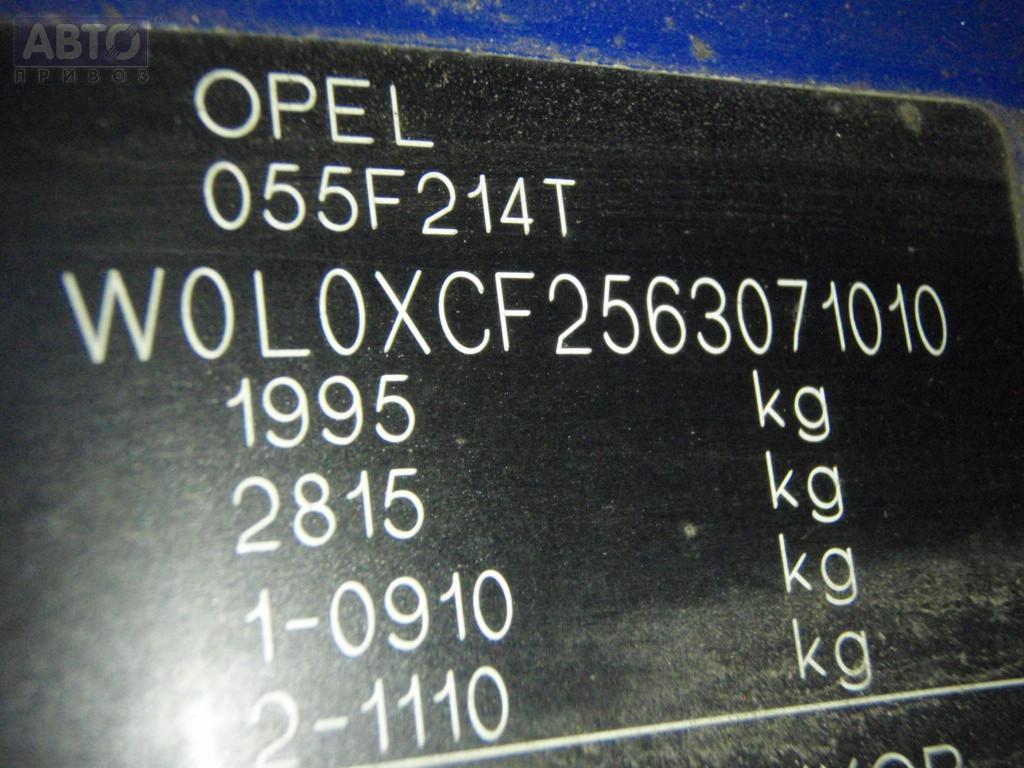 АВТО
ПРИВОЗ
OPEL
055F214T
W0L0XCF2563071010
1995 kg
2815 kg
1-0910 kg
2-1110 kg